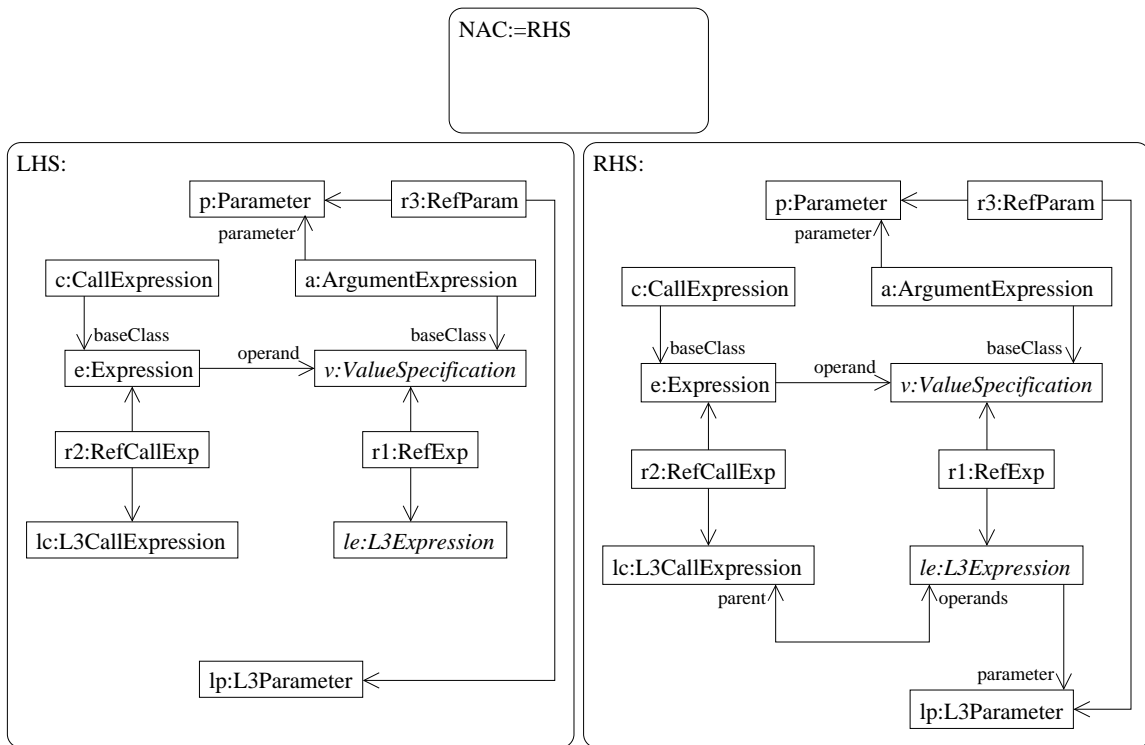 NAC:=RHS
LHS:
p:Parameter
r3:RefParam
parameter
c:CallExpression
a:ArgumentExpression
baseClass
baseClass
operand
e:Expression
v:ValueSpecification
r2:RefCallExp
r1:RefExp
lc:L3CallExpression
le:L3Expression
lp:L3Parameter
RHS:
p:Parameter
r3:RefParam
parameter
c:CallExpression
a:ArgumentExpression
baseClass
baseClass
operand
e:Expression
v:ValueSpecification
r2:RefCallExp
r1:RefExp
lc:L3CallExpression
le:L3Expression
parent
operands
parameter
lp:L3Parameter